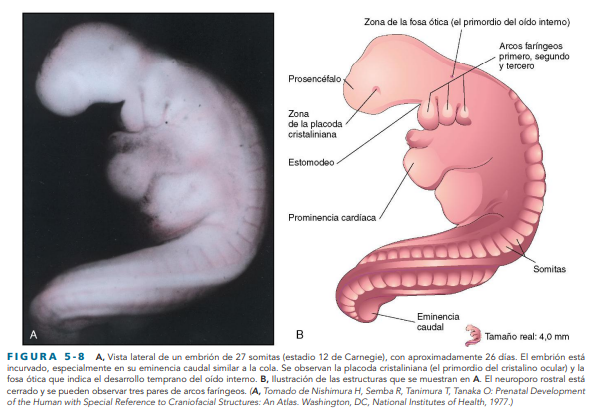 Zona de la fosa ótica (el primordio del oído interno)
Arcos faríngeos
primero, segundo
y tercero
Prosencéfalo
Zona
de la placoda
cristaliniana
Estomodeo
Prominencia cardíaca
Somitas
Eminencia
caudal
Tamaño real: 4,0 mm
A
B
FIGURA 5-8 A, Vista lateral de un embrión de 27 somitas (estadio 12 de Carnegie), con aproximadamente 26 días. El embrión está
incurvado, especialmente en su eminencia caudal similar a la cola. Se observan la placoda cristaliniana (el primordio del cristalino ocular) y la
fosa ótica que indica el desarrollo temprano del oído interno. B, Ilustración de las estructuras que se muestran en A. El neuroporo rostral está
cerrado y se pueden observar tres pares de arcos faríngeos. (A, Tomado de Nishimura H, Semba R, Tanimura T, Tanaka O: Prenatal Development
of the Human with Special Reference to Craniofacial Structures: An Atlas. Washington, DC, National Institutes of Health, 1977.)